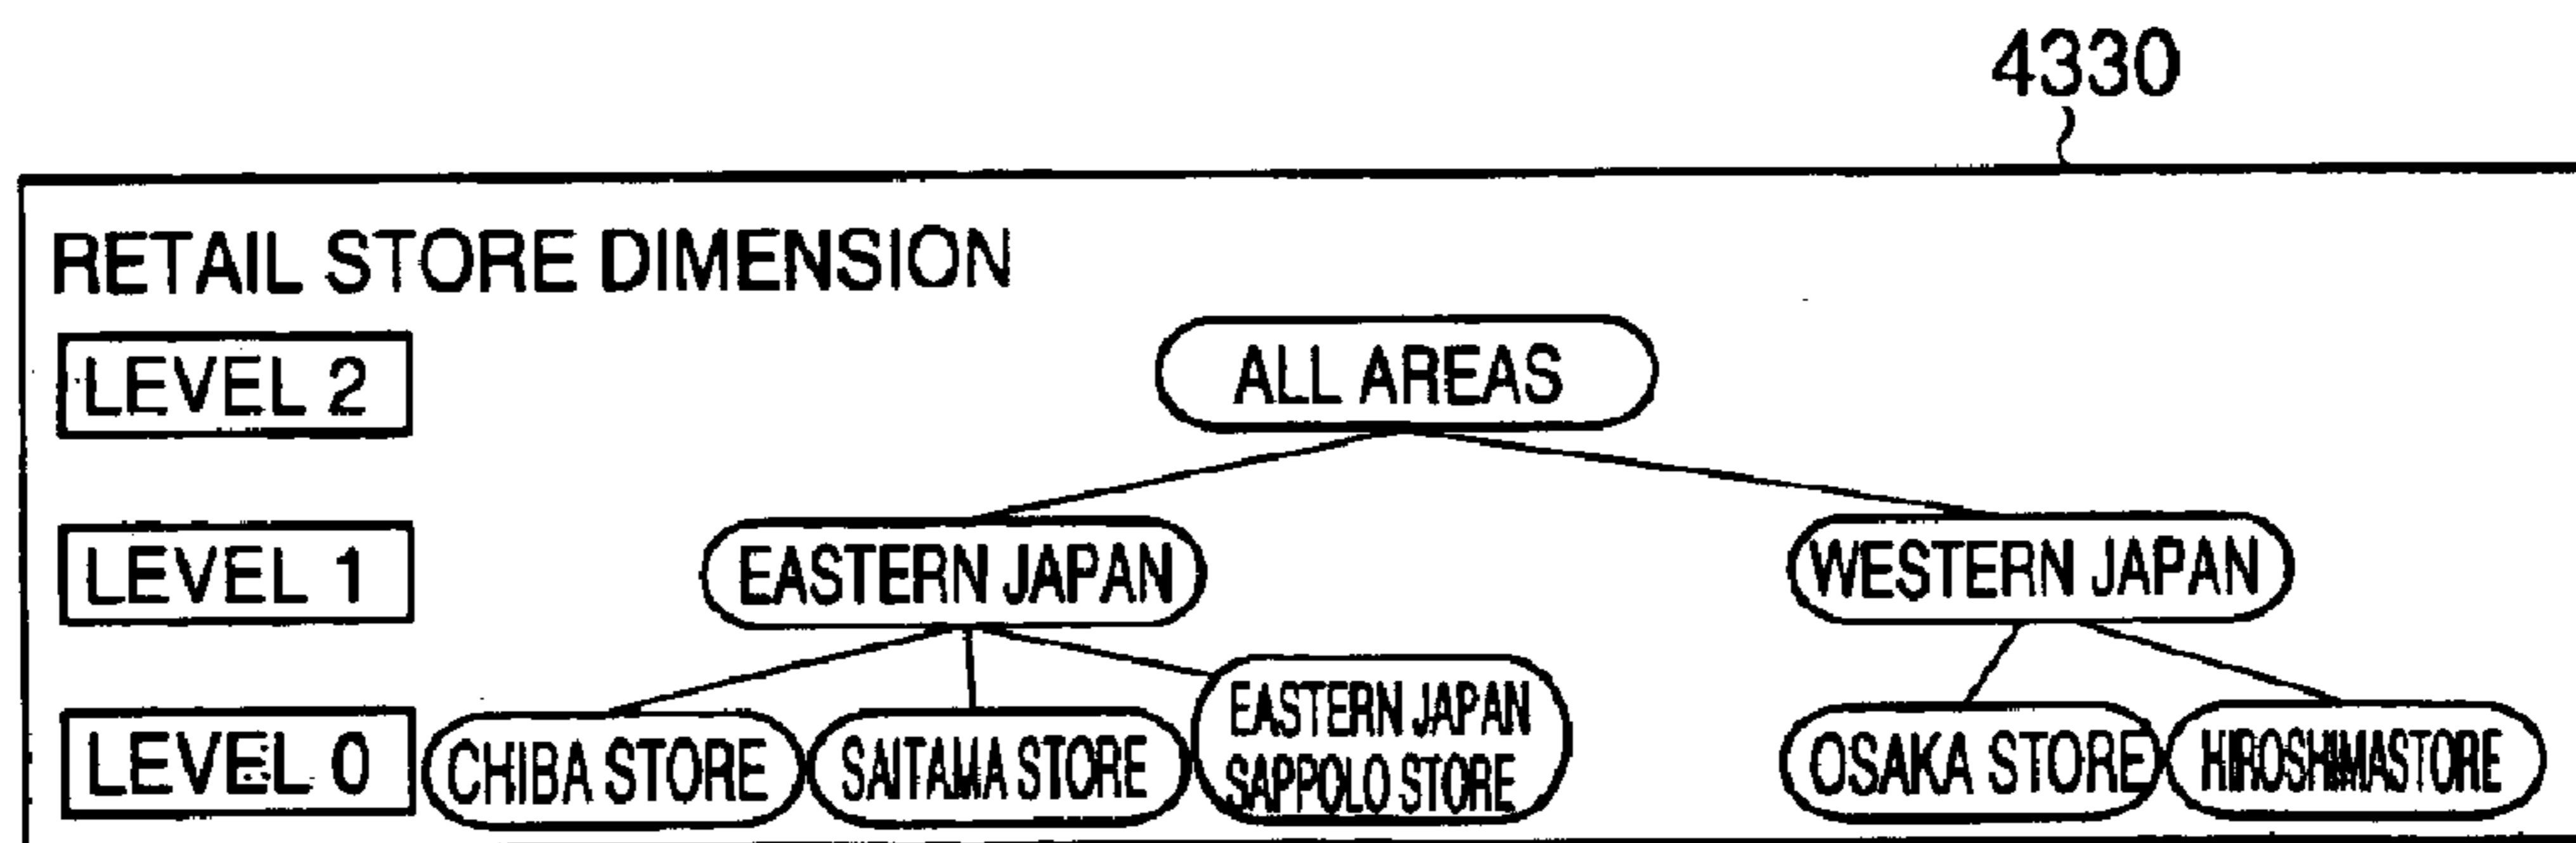 4330
RETAIL STORE DIMENSION
LEVEL 2
ALL AREAS
LEVEL 1
EASTERN JAPAN
WESTERN JAPAN
LEVEL 0
CHIBA STORE
SAITAMA STORE
EASTERN JAPAN
SAPPOLO STORE
OSAKA STORE
HIROSHIMASTORE